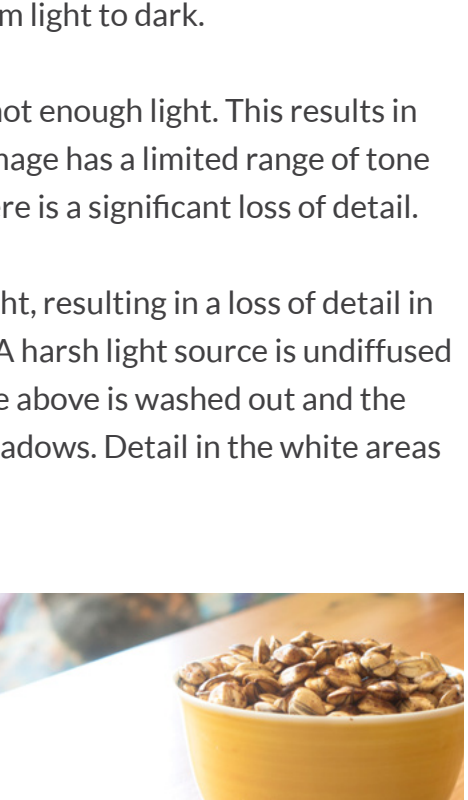 m light to dark.
not enough light. This results in
mage has a limited range of tone
re is a significant loss of detail.
ht, resulting in a loss of detail in
A harsh light source is undiffused
e above is washed out and the
adows. Detail in the white areas